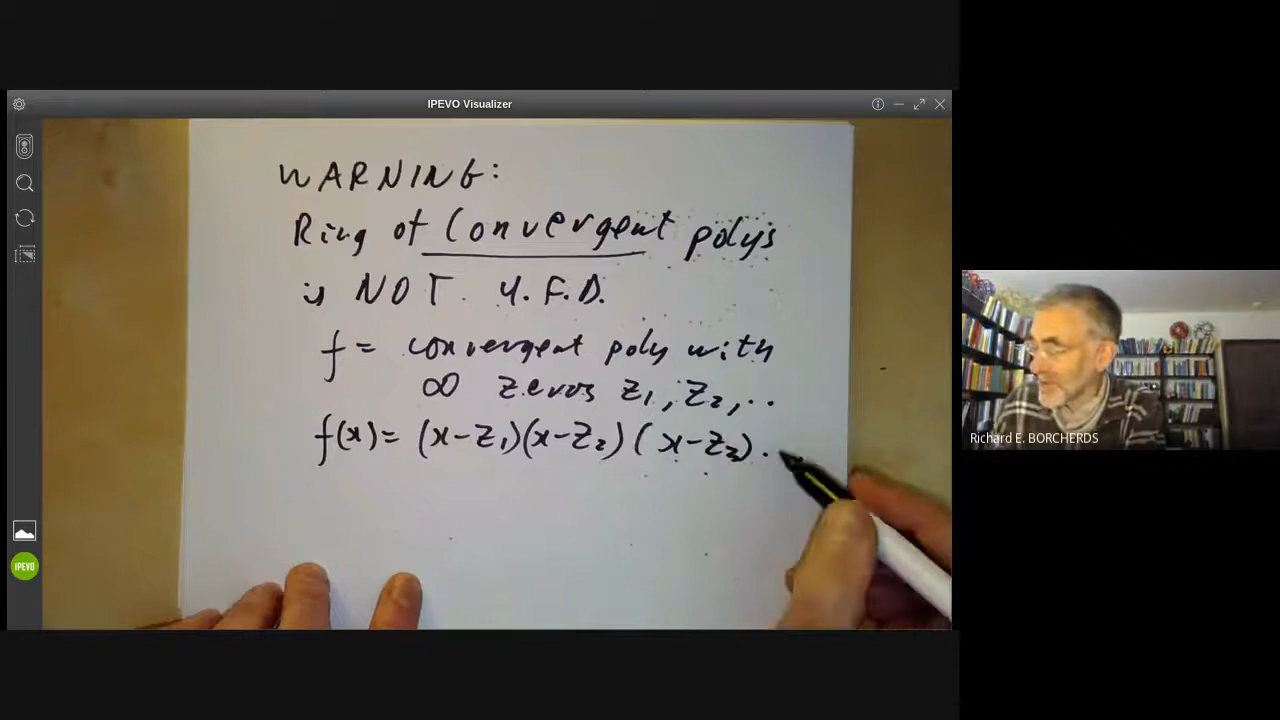 IPEVO Visualizer
WARNING:
Ring of Convergent polys
is NOT U.F.D.
f = convergent poly with
∞ zeros z1, z2, ..
f(x) = (x-z1)(x-z2)(x-z3).
Richard E. BORCHERDS
IPEVO